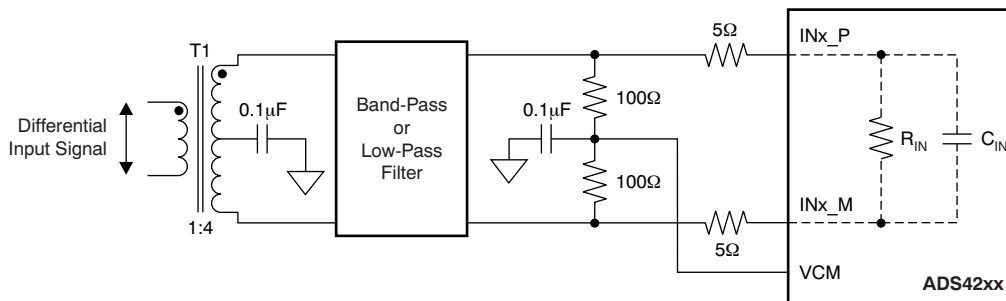 T1
Differential
Input Signal
0.1μF
1:4
Band-Pass
or
Low-Pass
Filter
0.1μF
100Ω
100Ω
5Ω
5Ω
INx_P
R_IN
C_IN
INx_M
VCM
ADS42xx